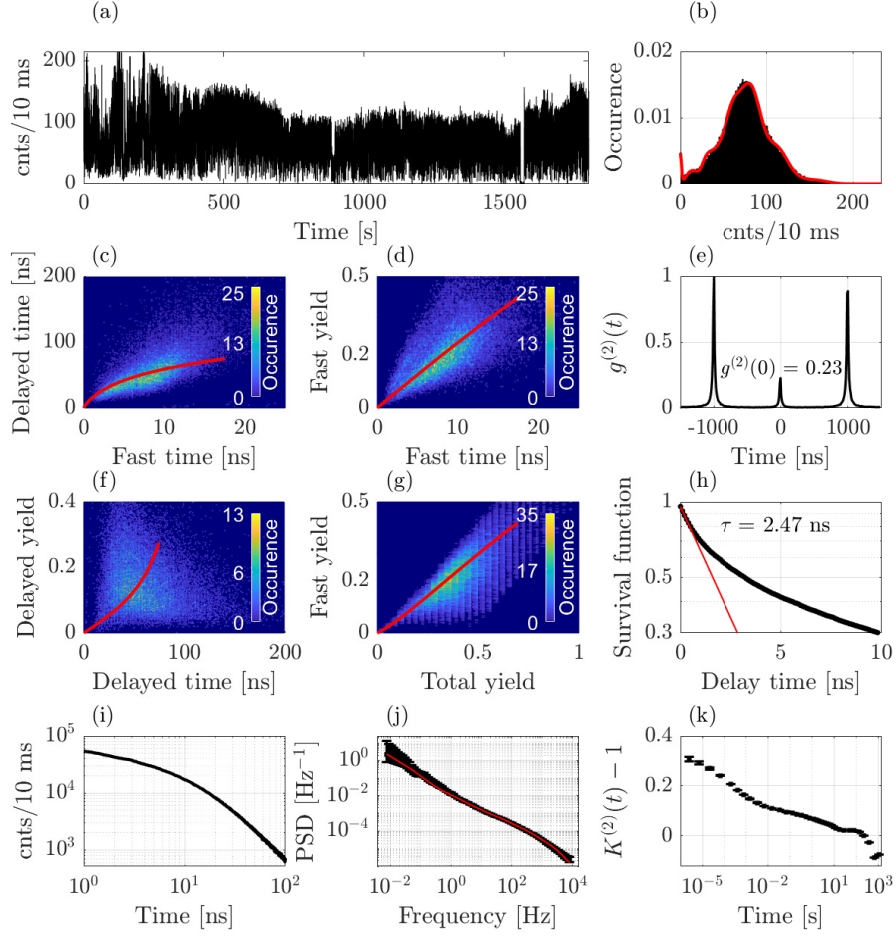 (a)
cnts/10 ms
200
100
0
0
500
1000
1500
Time [s]
(b)
Occurence
0.02
0.01
0
0
100
200
cnts/10 ms
(c)
Delayed time [ns]
200
100
0
0
10
20
Fast time [ns]
25
13
0
Occurence
(d)
Fast yield
0.5
0.2
0
0
10
20
Fast time [ns]
25
13
0
Occurence
(e)
g(2)(t)
1
0.5
0
g(2)(0) = 0.23
-1000
0
1000
Time [ns]
(f)
Delayed yield
0.4
0.2
0
0
100
200
Delayed time [ns]
13
6
0
Occurence
(g)
Fast yield
0.5
0.2
0
0
0.5
1
Total yield
35
17
0
Occurence
(h)
Survival function
1
0.5
0.3
τ = 2.47 ns
0
5
10
Delay time [ns]
(i)
cnts/10 ms
10^5
10^4
10^3
10^0
10^1
10^2
Time [ns]
(j)
PSD [Hz^−1]
10^0
10^−2
10^−4
10^−2
10^0
10^2
10^4
Frequency [Hz]
(k)
K^(2)(t) − 1
0.4
0.2
0
10^−5
10^−2
10^0
10^3
Time [s]